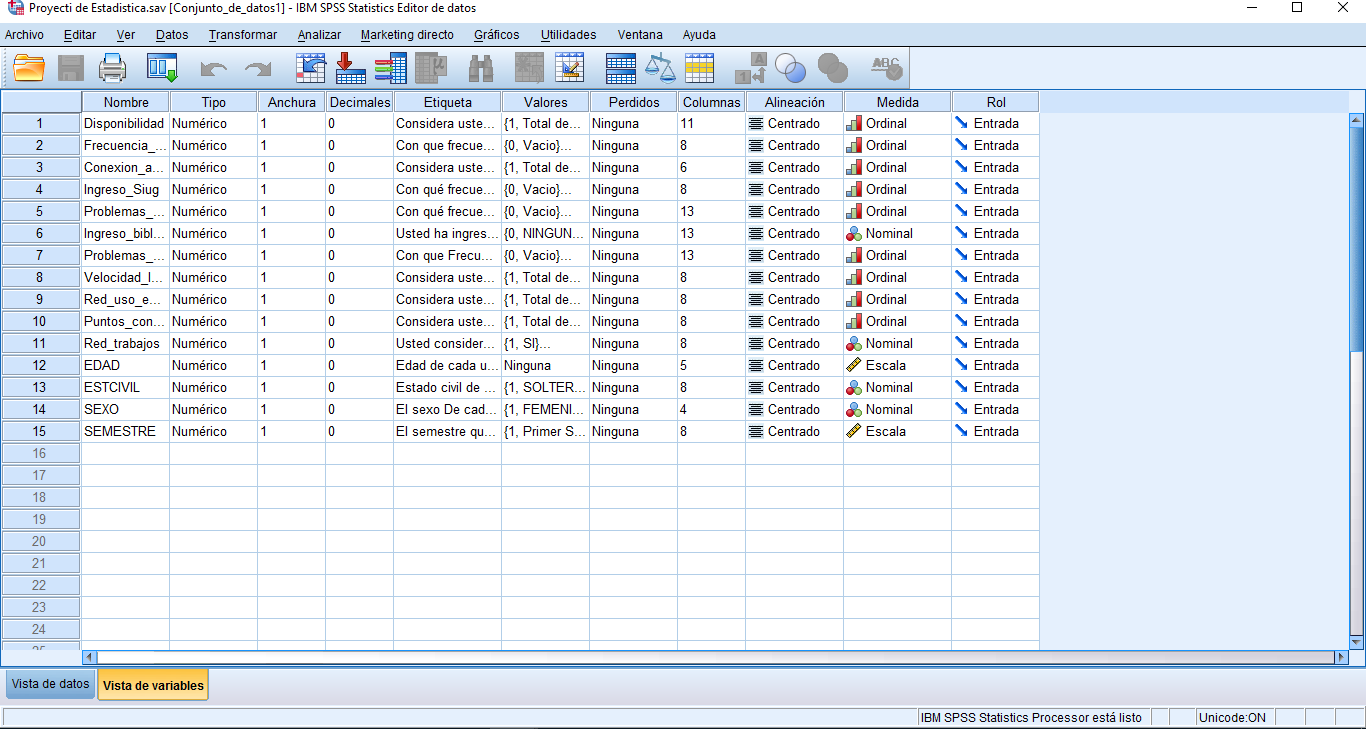 Proyecti de Estadistica.sav [Conjunto_de_datos1] - IBM SPSS Statistics Editor de datos
Archivo Editar Ver Datos Transformar Analizar Marketing directo Gráficos Utilidades Ventana Ayuda
Nombre Tipo Anchura Decimales Etiqueta Valores Perdidos Columnas Alineación Medida Rol
1 Disponibilidad Numérico 1 0 Considera uste... {1, Total de... Ninguna 11 Centrado Ordinal Entrada
2 Frecuencia_... Numérico 1 0 Con que frecue... {0, Vacio}... Ninguna 8 Centrado Ordinal Entrada
3 Conexion_a... Numérico 1 0 Considera uste... {1, Total de... Ninguna 6 Centrado Ordinal Entrada
4 Ingreso_Siug Numérico 1 0 Con qué frecue... {0, Vacio}... Ninguna 8 Centrado Ordinal Entrada
5 Problemas_... Numérico 1 0 Con qué frecue... {0, Vacio}... Ninguna 13 Centrado Ordinal Entrada
6 Ingreso_bibl... Numérico 1 0 Usted ha ingres... {0, NINGUN... Ninguna 13 Centrado Nominal Entrada
7 Problemas_... Numérico 1 0 Con que Frecu... {0, Vacio}... Ninguna 13 Centrado Ordinal Entrada
8 Velocidad_I... Numérico 1 0 Considera uste... {1, Total de... Ninguna 8 Centrado Ordinal Entrada
9 Red_uso_e... Numérico 1 0 Considera uste... {1, Total de... Ninguna 8 Centrado Ordinal Entrada
10 Puntos_con... Numérico 1 0 Considera uste... {1, Total de... Ninguna 8 Centrado Ordinal Entrada
11 Red_trabajos Numérico 1 0 Usted consider... {1, SI}... Ninguna 8 Centrado Nominal Entrada
12 EDAD Numérico 1 0 Edad de cada u... Ninguna Ninguna 5 Centrado Escala Entrada
13 ESTCIVIL Numérico 1 0 Estado civil de ... {1, SOLTER... Ninguna 8 Centrado Nominal Entrada
14 SEXO Numérico 1 0 El sexo De cad... {1, FEMENI... Ninguna 4 Centrado Nominal Entrada
15 SEMESTRE Numérico 1 0 El semestre qu... {1, Primer S... Ninguna 8 Centrado Escala Entrada
16
17
18
19
20
21
22
23
24
25
Vista de datos Vista de variables
IBM SPSS Statistics Processor está listo Unicode:ON